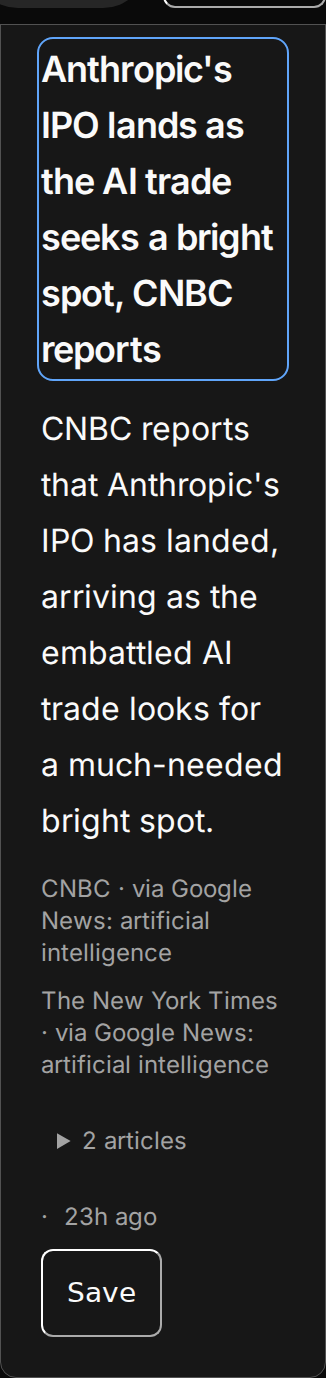 Anthropic's
IPO lands as
the AI trade
seeks a bright
spot, CNBC
reports
CNBC reports
that Anthropic's
IPO has landed,
arriving as the
embattled AI
trade looks for
a much-needed
bright spot.
CNBC · via Google
News: artificial
intelligence
The New York Times
· via Google News:
artificial intelligence
▶ 2 articles
· 23h ago
Save